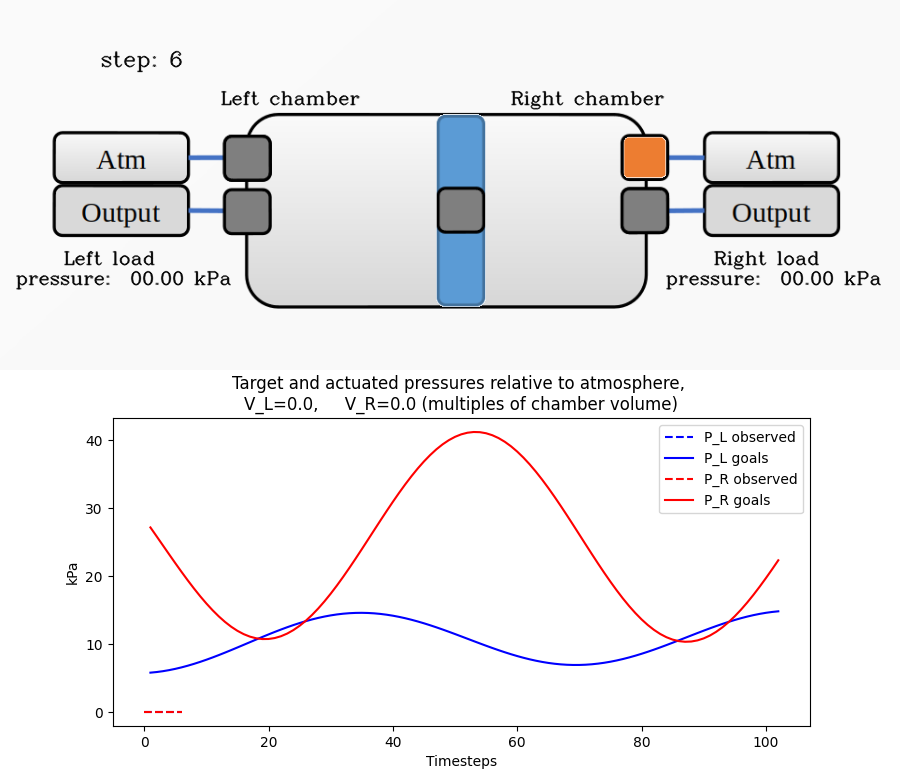 step: 6
Left chamber
Right chamber
Atm
Atm
Output
Output
Left load
pressure: 00.00 kPa
Right load
pressure: 00.00 kPa
Target and actuated pressures relative to atmosphere,
V_L=0.0, V_R=0.0 (multiples of chamber volume)
P_L observed
P_L goals
P_R observed
P_R goals
kPa
40
30
20
10
0
0 20 40 60 80 100
Timesteps